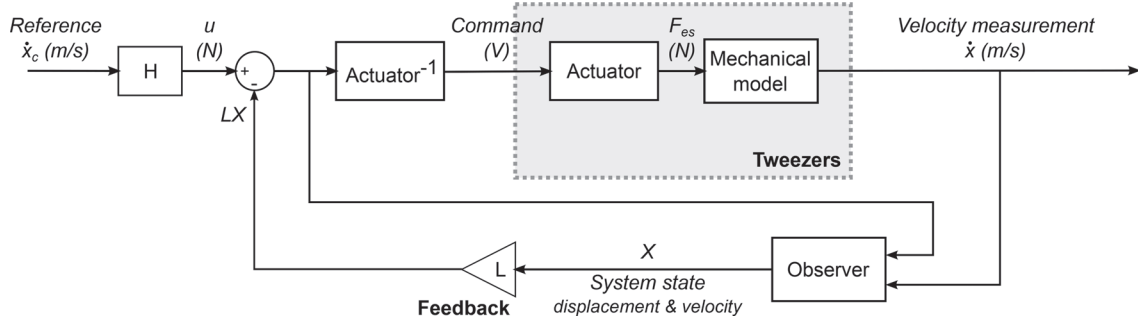 Reference
ẋc (m/s)
H
u
(N)
+
-
LX
Actuator-1
Command
(V)
Actuator
Fes
(N)
Mechanical
model
Tweezers
Velocity measurement
ẋ (m/s)
Observer
X
System state
displacement & velocity
L
Feedback